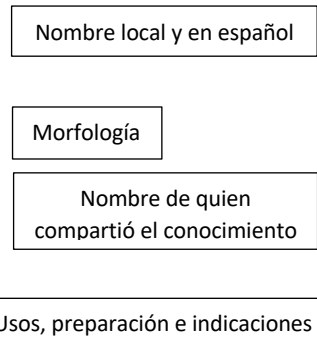 Nombre local y en español
Morfología
Nombre de quien
compartió el conocimiento
Usos, preparación e indicaciones